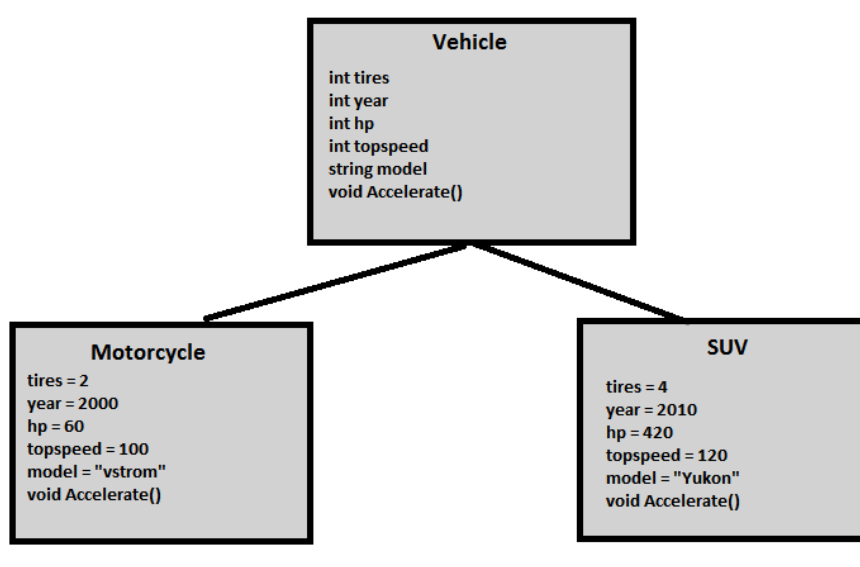 Vehicle
int tires
int year
int hp
int topspeed
string model
void Accelerate()
Motorcycle
tires = 2
year = 2000
hp = 60
topspeed = 100
model = "vstrom"
void Accelerate()
SUV
tires = 4
year = 2010
hp = 420
topspeed = 120
model = "Yukon"
void Accelerate()